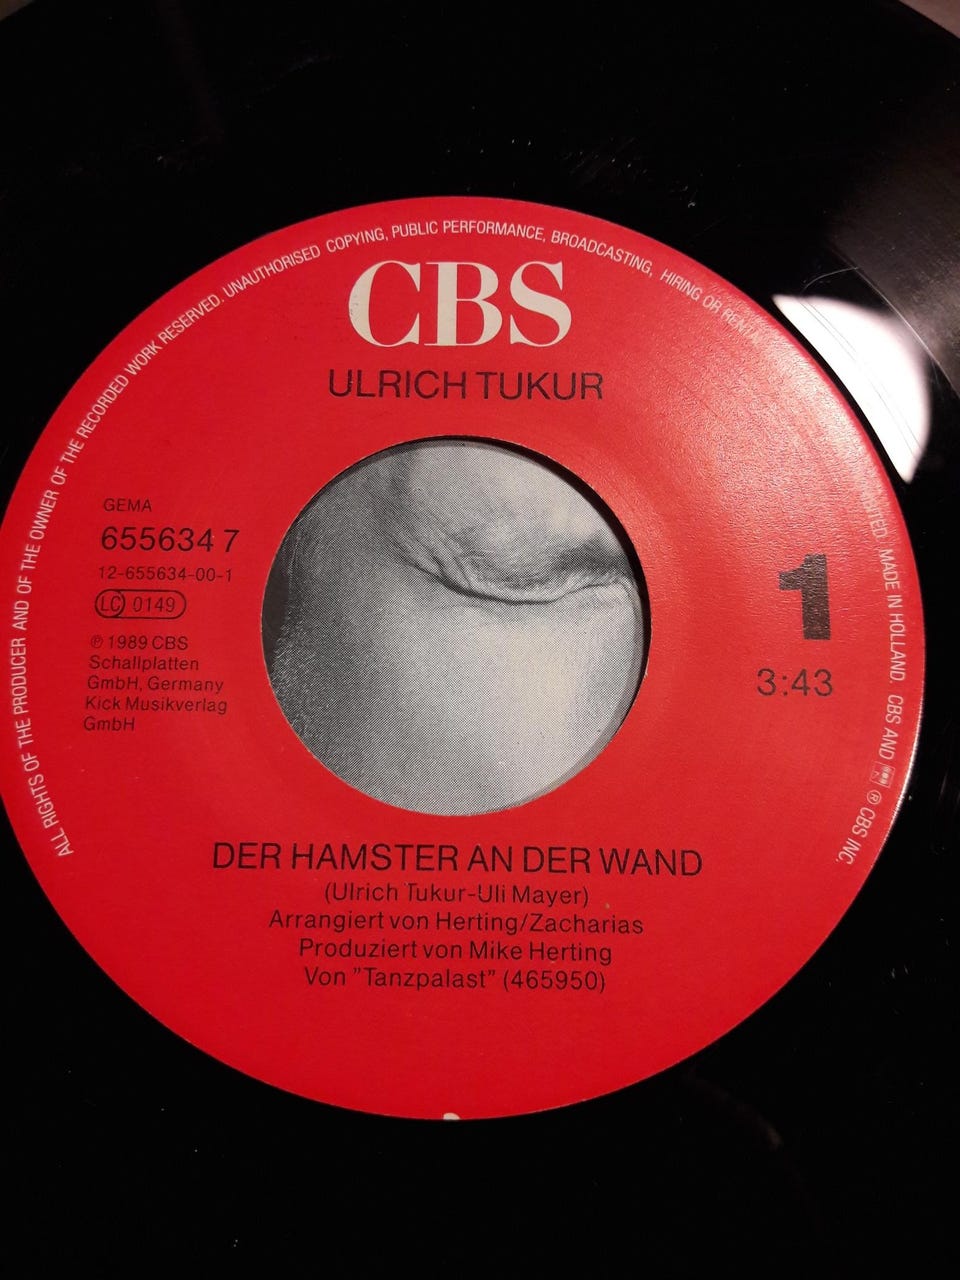 ALL RIGHTS OF THE PRODUCER AND OF THE OWNER OF THE RECORDED WORK RESERVED. UNAUTHORISED COPYING, PUBLIC PERFORMANCE, BROADCASTING, HIRING OR
MADE IN HOLLAND. CBS AND ℗ CBS INC.
CBS
ULRICH TUKUR
GEMA
655634 7
12-655634-00-1
LC 0149
℗ 1989 CBS
Schallplatten
GmbH, Germany
Kick Musikverlag
GmbH
1
3:43
DER HAMSTER AN DER WAND
(Ulrich Tukur-Uli Mayer)
Arrangiert von Herting/Zacharias
Produziert von Mike Herting
Von "Tanzpalast" (465950)